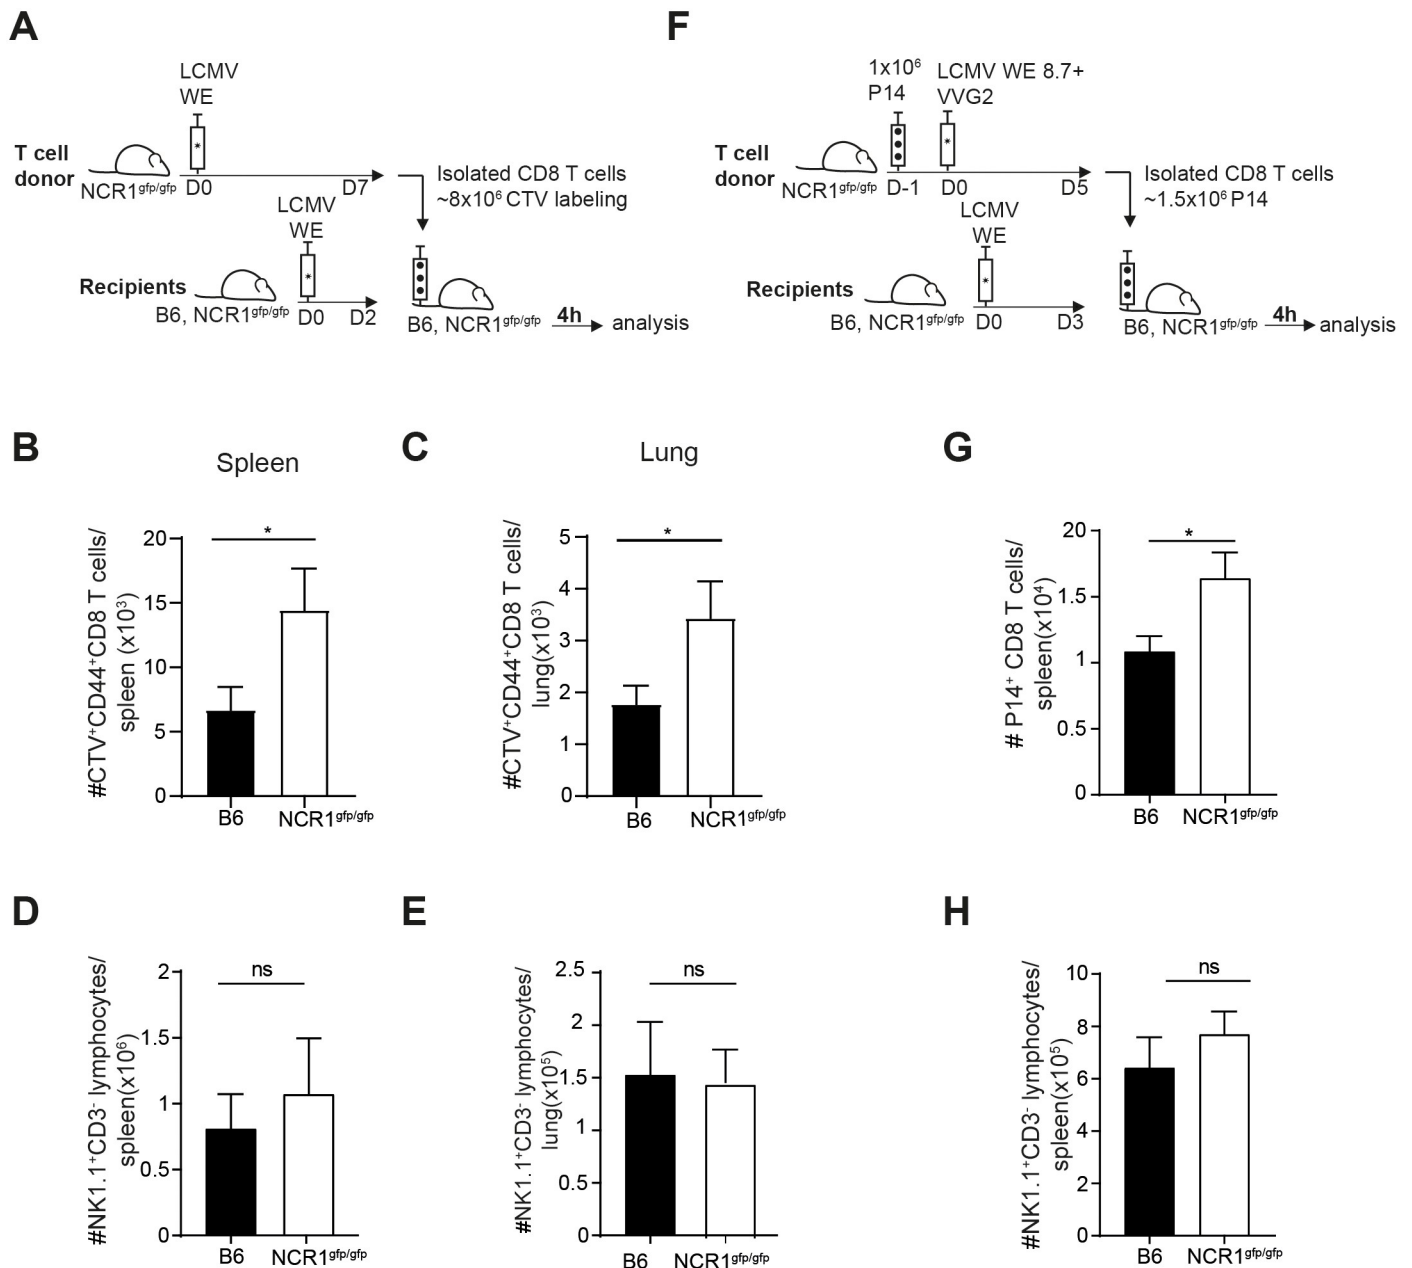 A
LCMV
WE
T cell
donor
NCR1gfp/gfp
D0
D7
Isolated CD8 T cells
~8x10⁶ CTV labeling
LCMV
WE
Recipients
B6, NCR1gfp/gfp
D0
D2
B6, NCR1gfp/gfp
4h
analysis
F
1x10⁶
P14
LCMV WE 8.7+
VVG2
T cell
donor
NCR1gfp/gfp
D-1
D0
D5
Isolated CD8 T cells
~1.5x10⁶ P14
LCMV
WE
Recipients
B6, NCR1gfp/gfp
D0
D3
B6, NCR1gfp/gfp
4h
analysis
B
Spleen
#CTV⁺CD44⁺CD8 T cells/
spleen (x10³)
20
15
10
5
0
*
B6
NCR1gfp/gfp
C
Lung
#CTV⁺CD44⁺CD8 T cells/
lung(x10³)
5
4
3
2
1
0
*
B6
NCR1gfp/gfp
G
# P14⁺ CD8 T cells/
spleen(x10⁴)
20
1.5
1
0.5
0
*
B6
NCR1gfp/gfp
D
#NK1.1⁺CD3⁻ lymphocytes/
spleen(x10⁶)
2
1.5
1
0.5
0
ns
B6
NCR1gfp/gfp
E
#NK1.1⁺CD3⁻ lymphocytes/
lung(x10⁵)
2.5
2
1.5
1
0.5
0
ns
B6
NCR1gfp/gfp
H
#NK1.1⁺CD3⁻ lymphocytes/
spleen(x10⁵)
10
8
6
4
2
0
ns
B6
NCR1gfp/gfp